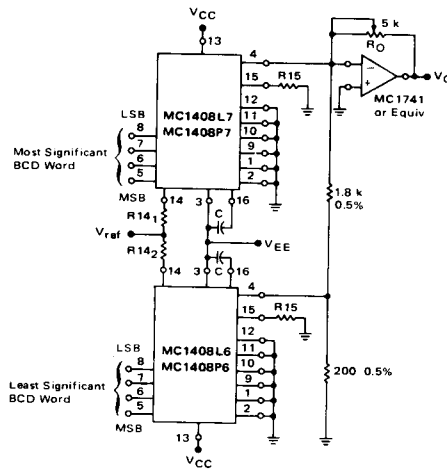 VCC
13
4
5 k
RO
15
R15
MC1408L7
MC1408P7
12
11
10
9
1
2
LSB
8
7
6
5
MSB
Most Significant
BCD Word
VO
MC1741
or Equiv
14
3
16
C
R14₁
Vref
R14₂
VEE
1.8 k
0.5%
14
3
C
16
4
15
R15
MC1408L6
MC1408P6
12
11
10
9
1
2
LSB
8
7
6
5
MSB
Least Significant
BCD Word
200 0.5%
13
VCC